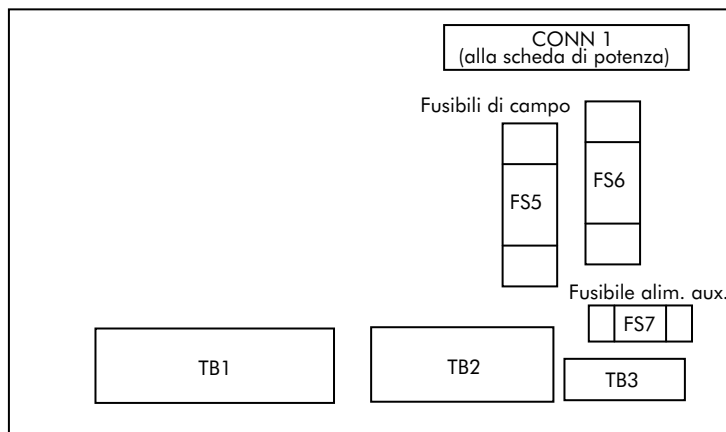 CONN 1
(alla scheda di potenza)
Fusibili di campo
FS5
FS6
Fusibile alim. aux.
FS7
TB1
TB2
TB3